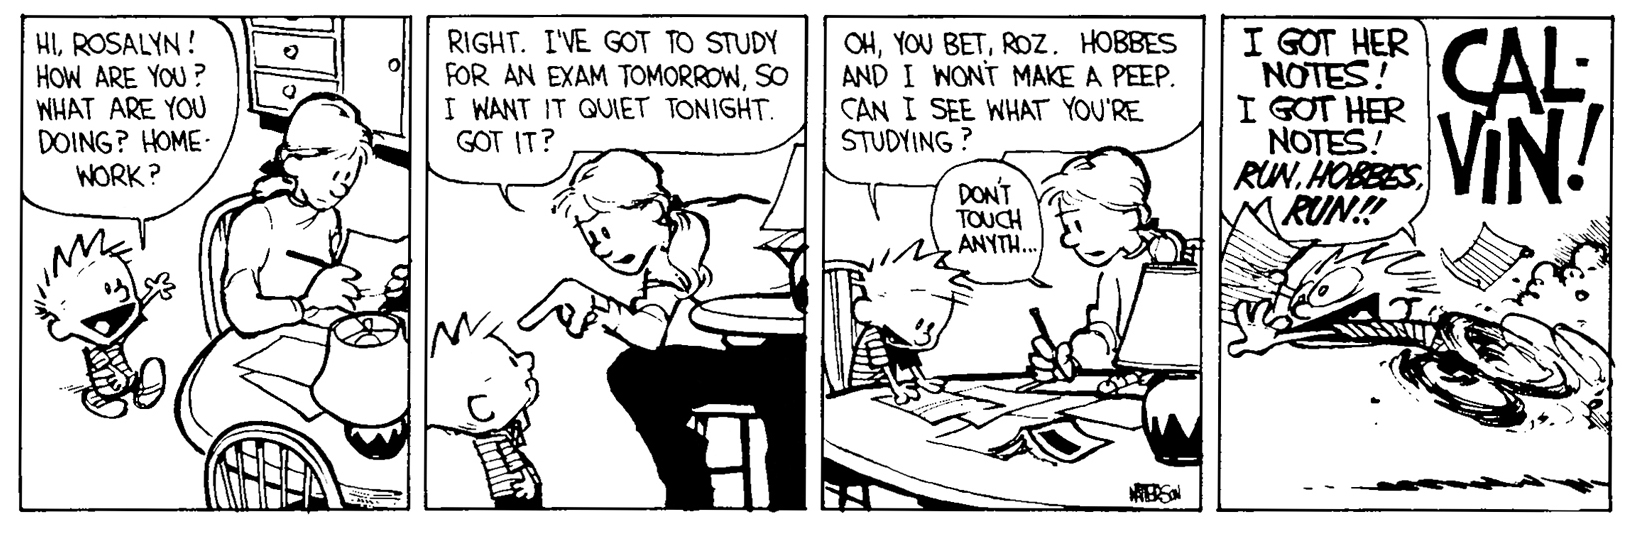 HI, ROSALYN!
HOW ARE YOU?
WHAT ARE YOU
DOING? HOME-
WORK?
RIGHT. I'VE GOT TO STUDY
FOR AN EXAM TOMORROW, SO
I WANT IT QUIET TONIGHT.
GOT IT?
OH, YOU BET, ROZ. HOBBES
AND I WON'T MAKE A PEEP.
CAN I SEE WHAT YOU'RE
STUDYING?
DON'T
TOUCH
ANYTH...
WATTERSON
I GOT HER
NOTES!
I GOT HER
NOTES!
RUN, HOBBES,
RUN!!
CAL-
VIN!